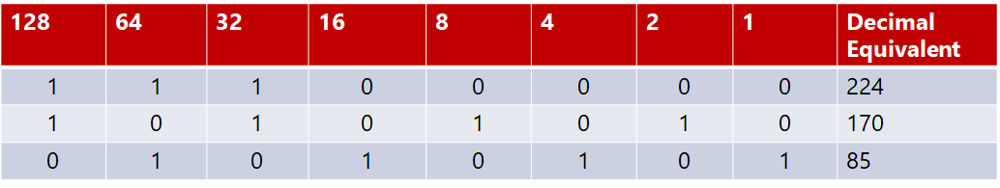 128 64 32 16 8 4 2 1 Decimal
Equivalent
1 1 1 0 0 0 0 0 224
1 0 1 0 1 0 1 0 170
0 1 0 1 0 1 0 1 85